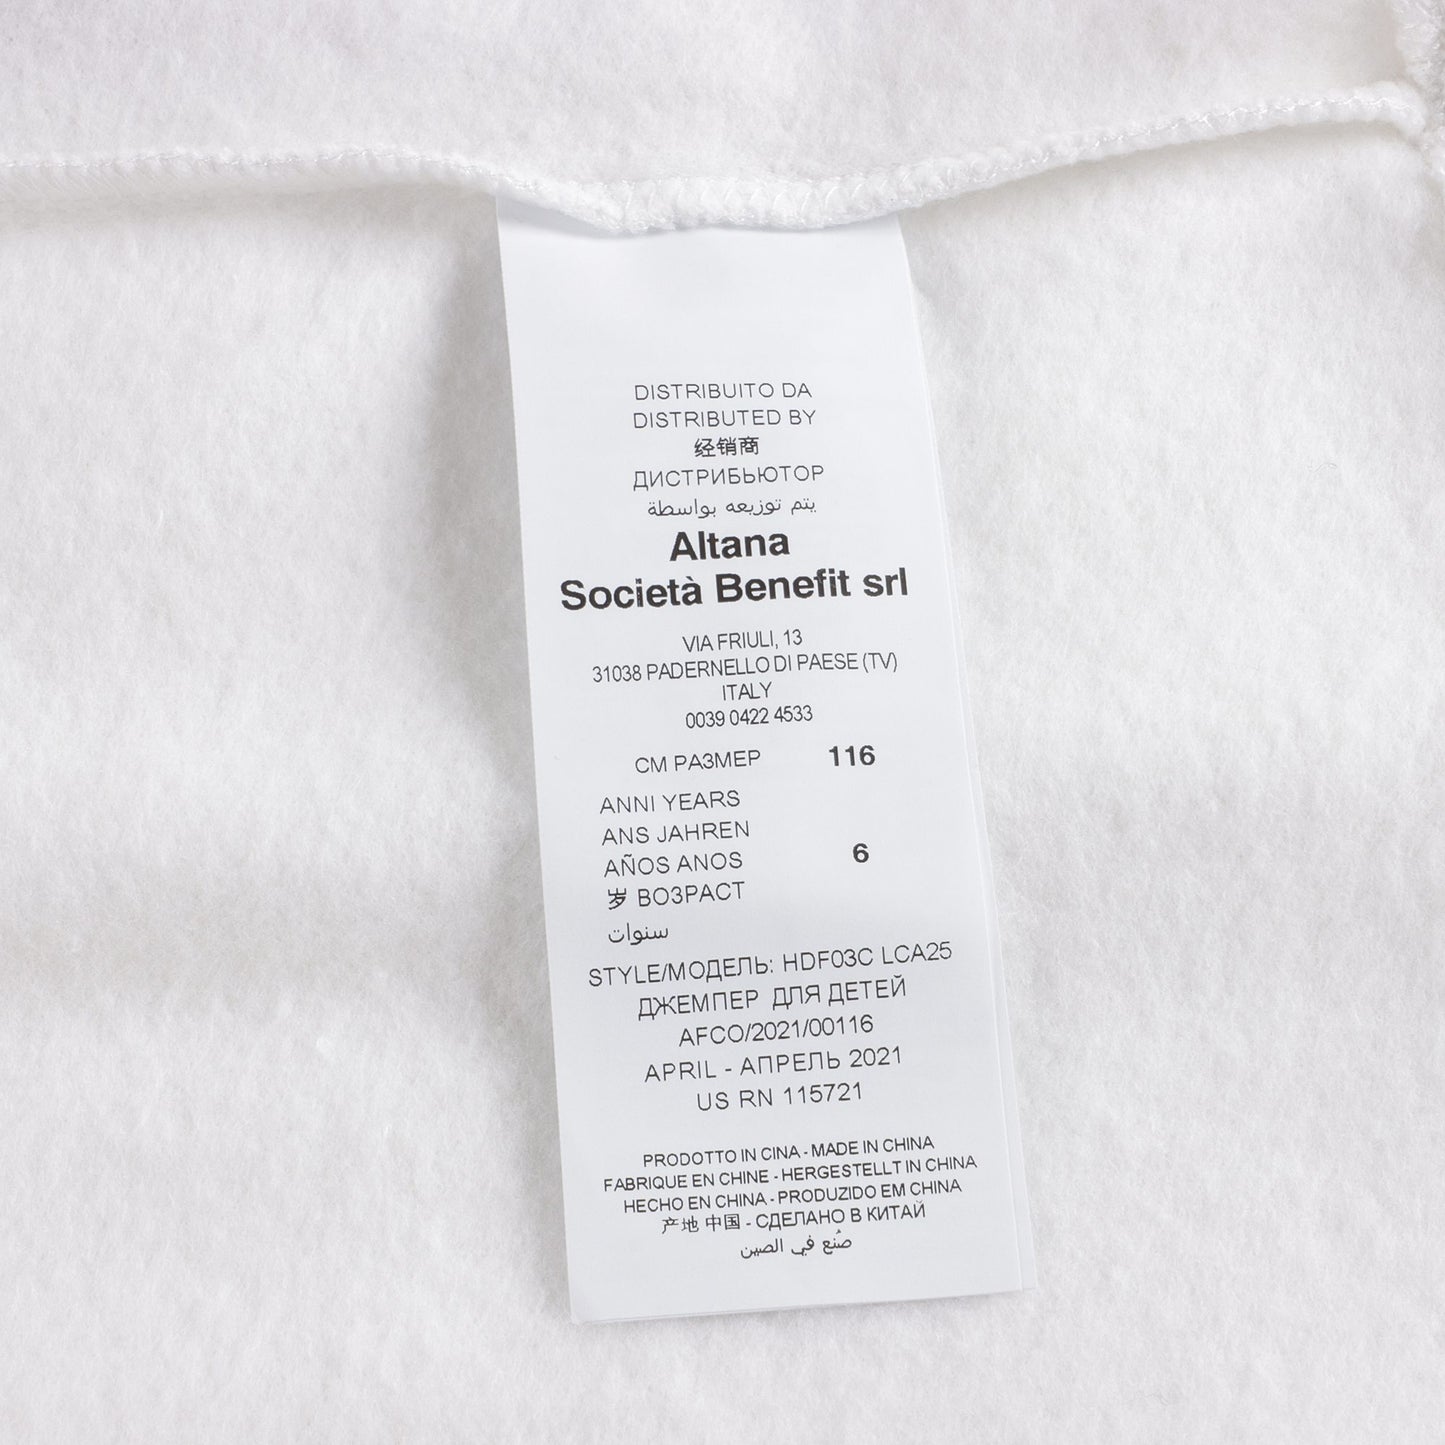 DISTRIBUITO DA
DISTRIBUTED BY
经销商
ДИСТРИБЬЮТОР
يتم توزيعه بواسطة
Altana
Società Benefit srl
VIA FRIULI, 13
31038 PADERNELLO DI PAESE (TV)
ITALY
0039 0422 4533
СМ РАЗМЕР 116
ANNI YEARS
ANS JAHREN
AÑOS ANOS 6
岁 ВОЗРАСТ
سنوات
STYLE/МОДЕЛЬ: HDF03C LCA25
ДЖЕМПЕР ДЛЯ ДЕТЕЙ
AFCO/2021/00116
APRIL - АПРЕЛЬ 2021
US RN 115721
PRODOTTO IN CINA - MADE IN CHINA
FABRIQUE EN CHINE - HERGESTELLT IN CHINA
HECHO EN CHINA - PRODUZIDO EM CHINA
产地 中国 - СДЕЛАНО В КИТАЙ
صُنع في الصين